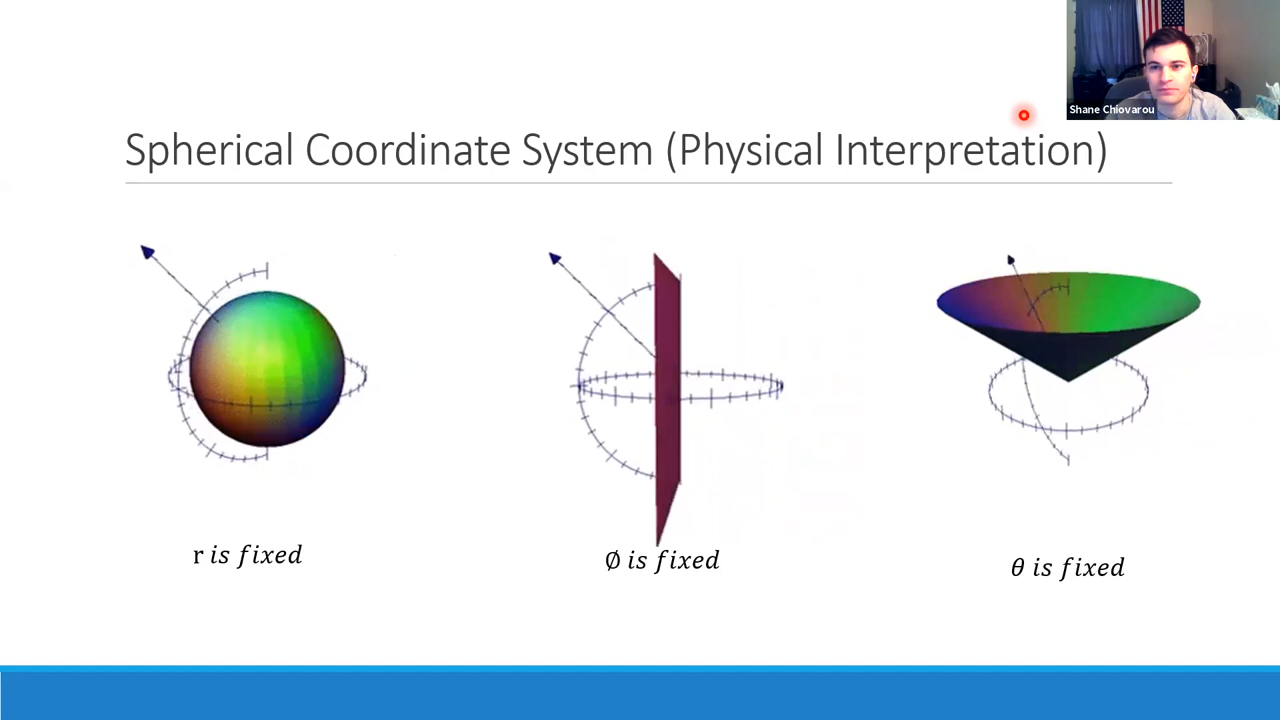 Shane Chiovarou
Spherical Coordinate System (Physical Interpretation)
r is fixed
∅ is fixed
θ is fixed